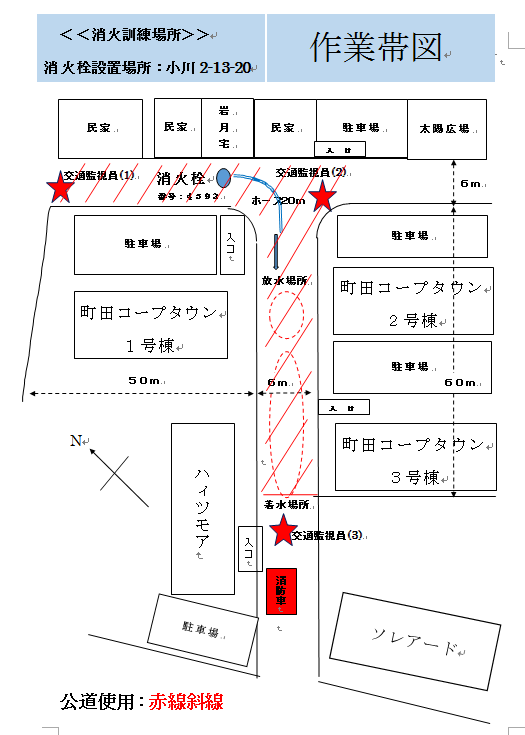 ＜＜消火訓練場所＞＞
消火栓設置場所：小川2-13-20
作業帯図
民家
民家
岩月宅
民家
駐車場
太陽広場
交通監視員(1)
消火栓
番号：4592
交通監視員(2)
ホース20m
6m
駐車場
入口
放水場所
駐車場
町田コープタウン
1号棟
町田コープタウン
2号棟
50m
6m
駐車場
60m
町田コープタウン
3号棟
N
ハイツモア
蓄水場所
入口
交通監視員(3)
消防車
駐車場
ソレアード
公道使用：赤線斜線